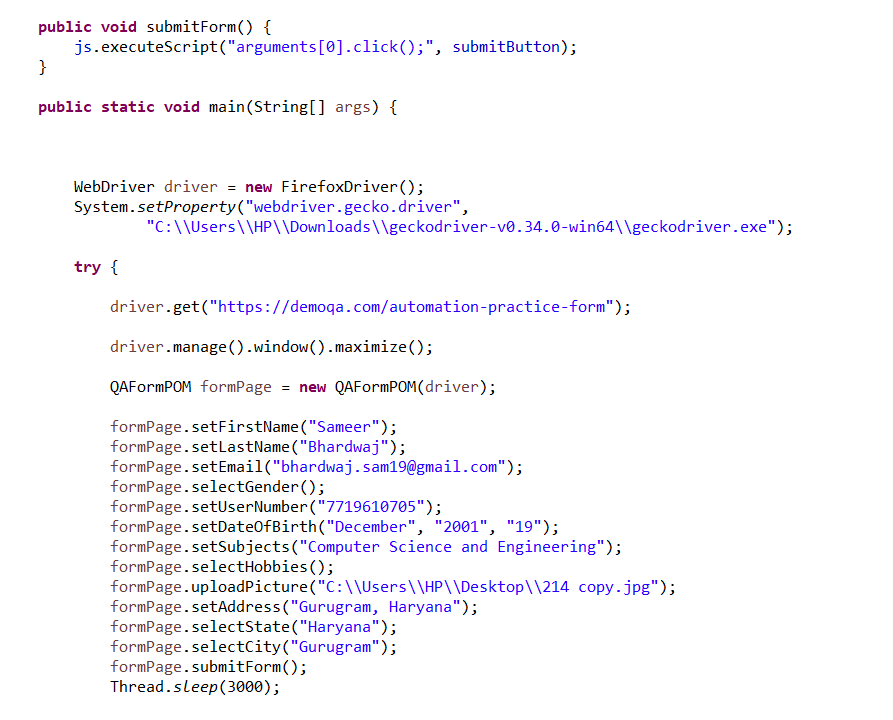 public void submitForm() {
js.executeScript("arguments[0].click();", submitButton);
}
public static void main(String[] args) {
WebDriver driver = new FirefoxDriver();
System.setProperty("webdriver.gecko.driver",
"C:\\Users\\HP\\Downloads\\geckodriver-v0.34.0-win64\\geckodriver.exe");
try {
driver.get("https://demoqa.com/automation-practice-form");
driver.manage().window().maximize();
QAFormPOM formPage = new QAFormPOM(driver);
formPage.setFirstName("Sameer");
formPage.setLastName("Bhardwaj");
formPage.setEmail("bhardwaj.sam19@gmail.com");
formPage.selectGender();
formPage.setUserNumber("7719610705");
formPage.setDateOfBirth("December", "2001", "19");
formPage.setSubjects("Computer Science and Engineering");
formPage.selectHobbies();
formPage.uploadPicture("C:\\Users\\HP\\Desktop\\214 copy.jpg");
formPage.setAddress("Gurugram, Haryana");
formPage.selectState("Haryana");
formPage.selectCity("Gurugram");
formPage.submitForm();
Thread.sleep(3000);